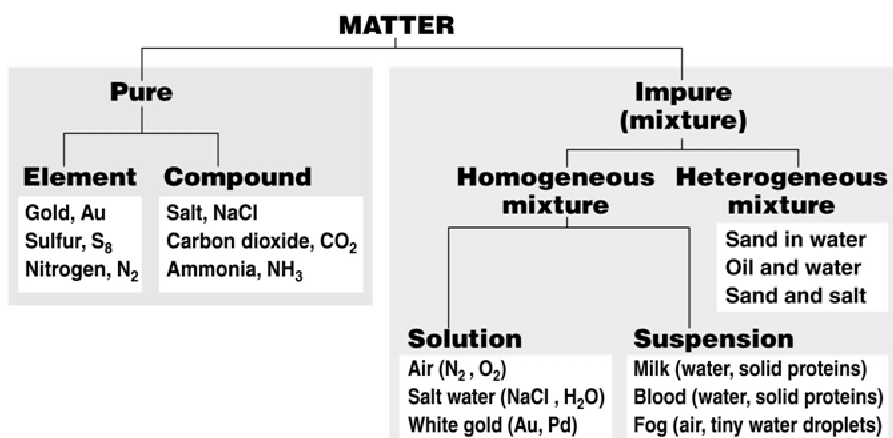 MATTER
Pure
Element
Gold, Au
Sulfur, S₈
Nitrogen, N₂
Compound
Salt, NaCl
Carbon dioxide, CO₂
Ammonia, NH₃
Impure
(mixture)
Homogeneous
mixture
Solution
Air (N₂ , O₂)
Salt water (NaCl , H₂O)
White gold (Au, Pd)
Suspension
Milk (water, solid proteins)
Blood (water, solid proteins)
Fog (air, tiny water droplets)
Heterogeneous
mixture
Sand in water
Oil and water
Sand and salt